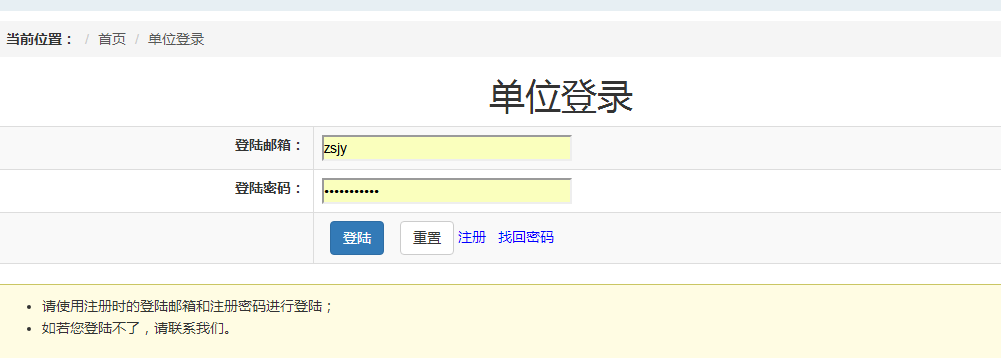 当前位置： / 首页 / 单位登录
单位登录
登陆邮箱： zsjy
登陆密码： •••••••••••
登陆 重置 注册 找回密码
请使用注册时的登陆邮箱和注册密码进行登陆；
如若您登陆不了，请联系我们。